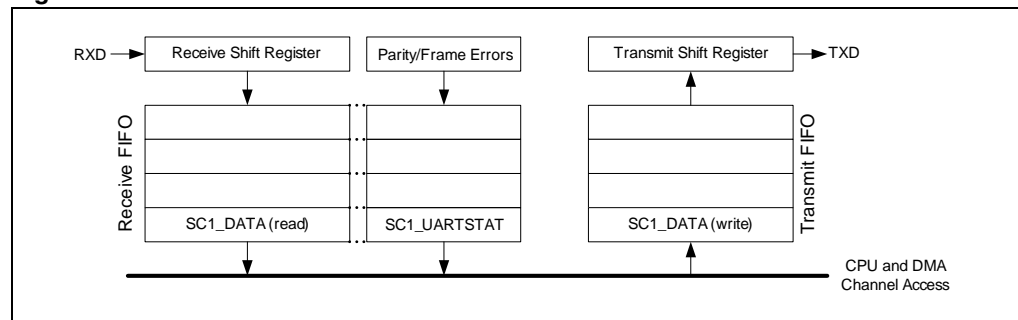 RXD
Receive Shift Register
Parity/Frame Errors
Transmit Shift Register
TXD
Receive FIFO
Transmit FIFO
SC1_DATA (read)
SC1_UARTSTAT
SC1_DATA (write)
CPU and DMA
Channel Access